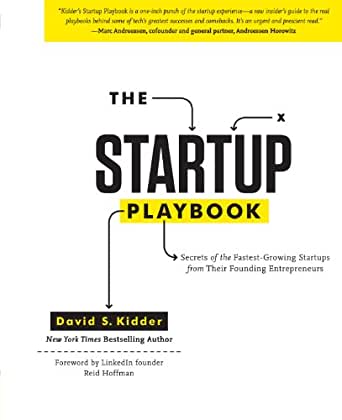 "Kidder's Startup Playbook is a one-inch punch of the startup experience—a new insider's guide to the real
playbooks behind some of tech's greatest successes and comebacks. It's an urgent and prescient read."
—Marc Andreessen, cofounder and general partner, Andreessen Horowitz
THE
x
STARTUP
PLAYBOOK
Secrets of the Fastest-Growing Startups
from Their Founding Entrepreneurs
David S. Kidder
New York Times Bestselling Author
Foreword by LinkedIn founder
Reid Hoffman